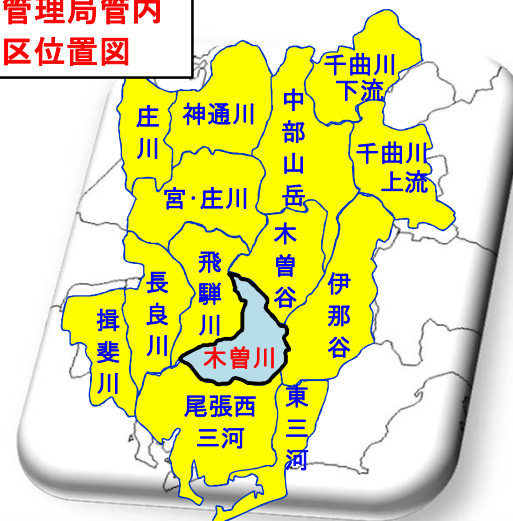 管理局管内
区位置図
千曲川
下流
庄
川
神通川
中
部
山
岳
千曲川
上流
宮・庄川
木
曽
谷
飛
騨
川
伊
那
谷
長
良
川
揖
斐
川
木曽川
尾張西
三河
東
三
河